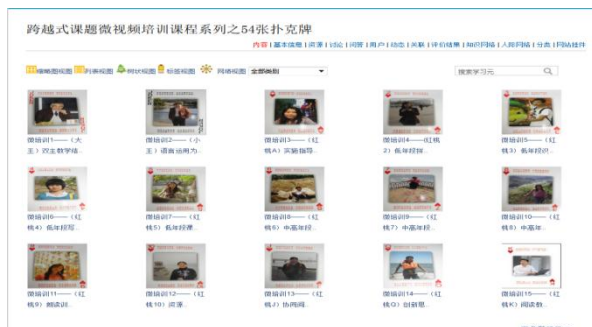 跨越式课题微视频培训课程系列之54张扑克牌
内容 | 基本信息 | 资源 | 讨论 | 问答 | 用户 | 动态 | 关联 | 评价结果 | 知识网络 | 人际网络 | 分类 | 网站挂件
缩略图视图 列表视图 树状视图 标签视图 网络视图 全部类别 搜索学习元
微培训1——（大
王）双主教学结..
微培训2——（小
王）语言运用为..
微培训3——（红
桃A）实验指导..
微培训4——(红桃
2）低年段拼..
微培训5——（红
桃3）低年段识..
微培训6——（红
桃4）低年段写..
微培训7——（红
桃5）低年段课..
微培训8——（红
桃6）中高年段..
微培训9——（红
桃7）中高年段..
微培训10——（红
桃8）中高年..
微培训11——（红
桃9）朗读训..
微培训12——（红
桃10）资源..
微培训13——（红
桃J）协同阅..
微培训14——（红
桃Q）创新思..
微培训15——（红
桃K）阅读教..